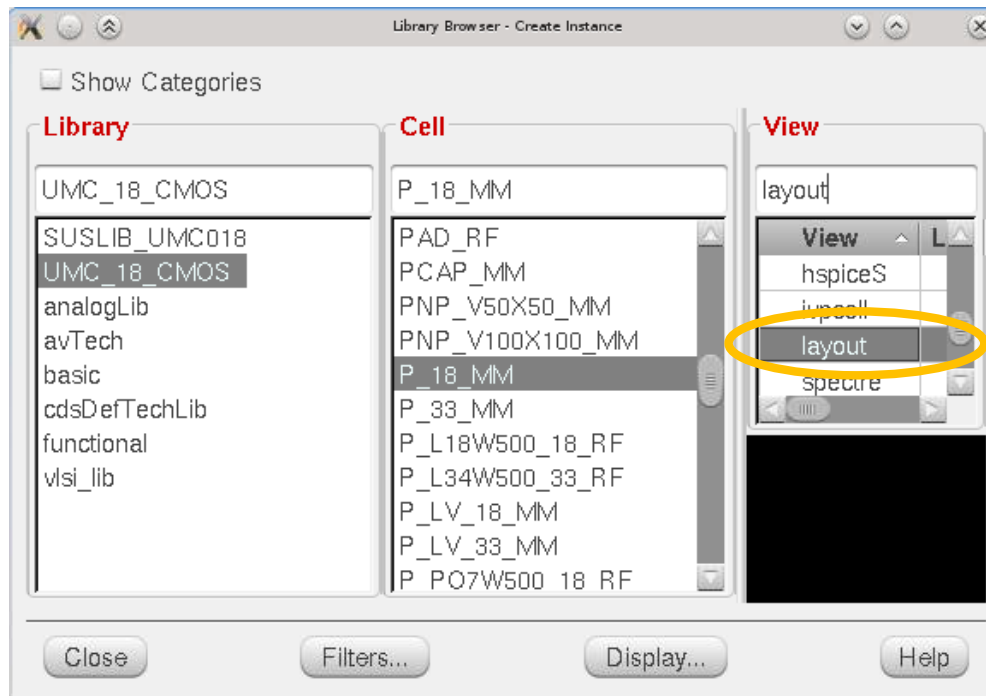 Library Browser - Create Instance
Show Categories
Library
UMC_18_CMOS
SUSLIB_UMC018
UMC_18_CMOS
analogLib
avTech
basic
cdsDefTechLib
functional
vlsi_lib
Cell
P_18_MM
PAD_RF
PCAP_MM
PNP_V50X50_MM
PNP_V100X100_MM
P_18_MM
P_33_MM
P_L18W500_18_RF
P_L34W500_33_RF
P_LV_18_MM
P_LV_33_MM
P_PO7W500_18_RF
View
layout
View L
hspiceS
ivpcell
layout
spectre
Close Filters... Display... Help